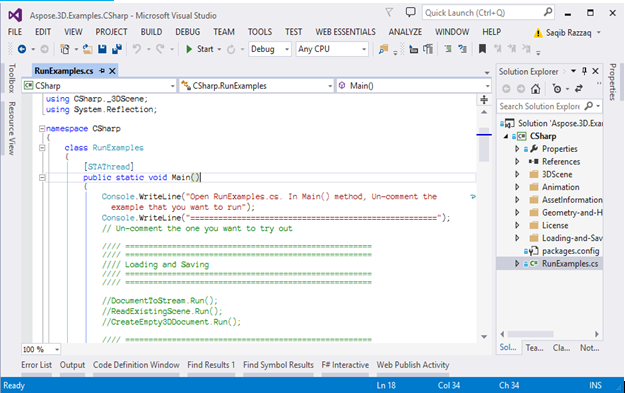 Aspose.3D.Examples.CSharp - Microsoft Visual Studio
Quick Launch (Ctrl+Q)
FILE EDIT VIEW PROJECT BUILD DEBUG TEAM TOOLS TEST WEB ESSENTIALS ANALYZE WINDOW HELP Saqib Razzaq
Start Debug Any CPU
Toolbox
Resource View
RunExamples.cs
CSharp CSharp.RunExamples Main()
using CSharp._3DScene;
using System.Reflection;
namespace CSharp
{
class RunExamples
{
[STAThread]
public static void Main()
{
Console.WriteLine("Open RunExamples.cs. In Main() method, Un-comment the
example that you want to run");
Console.WriteLine("=====================================================");
// Un-comment the one you want to try out
//// =====================================================
//// =====================================================
//// Loading and Saving
//// =====================================================
//// =====================================================
//DocumentToStream.Run();
//ReadExistingScene.Run();
//CreateEmpty3DDocument.Run();
//// =====================================================
100 %
Solution Explorer
Search Solution Explorer
Solution 'Aspose.3D.Exam
CSharp
Properties
References
3DScene
Animation
AssetInformation
Geometry-and-H
License
Loading-and-Sav
packages.config
RunExamples.cs
Sol... Tea... Cla... Not...
Properties
Error List Output Code Definition Window Find Results 1 Find Symbol Results F# Interactive Web Publish Activity
Ready Ln 18 Col 34 Ch 34 INS